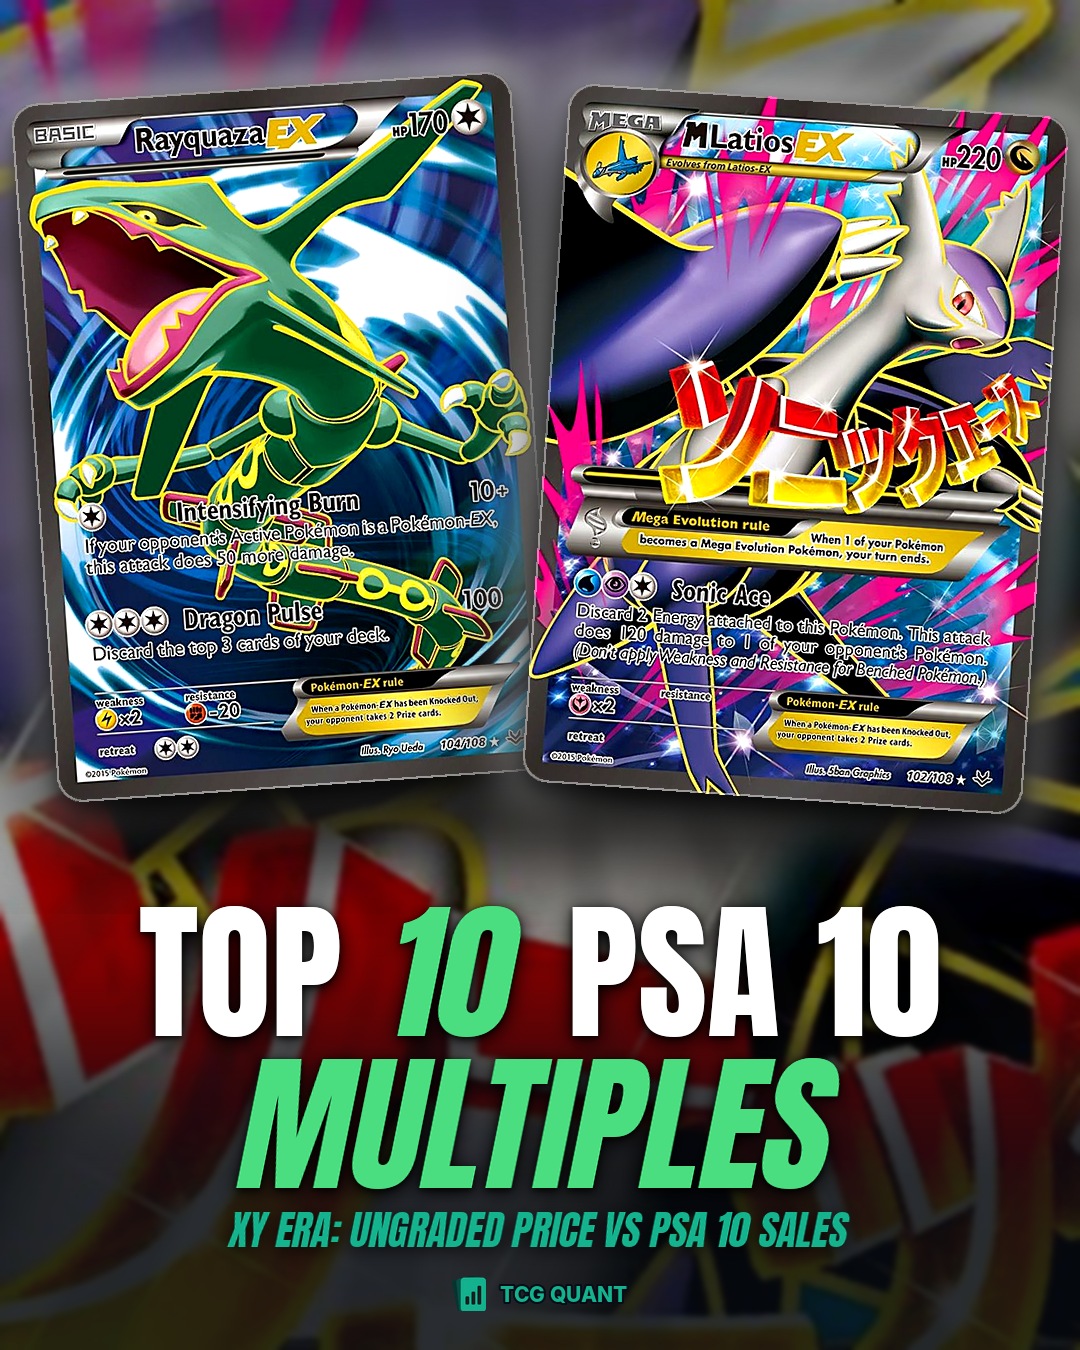 BASIC
Rayquaza EX
HP170
Intensifying Burn
10+
If your opponent's Active Pokémon is a Pokémon-EX,
this attack does 50 more damage.
Dragon Pulse
100
Discard the top 3 cards of your deck.
weakness
resistance
x2
-20
retreat
Pokémon-EX rule
When a Pokémon-EX has been Knocked Out,
your opponent takes 2 Prize cards.
Illus. Ryo Ueda
104/108 ★
©2015 Pokémon
MEGA
M Latios EX
Evolves from Latios-EX
HP220
ソニックエース
Mega Evolution rule
When 1 of your Pokémon
becomes a Mega Evolution Pokémon, your turn ends.
Sonic Ace
Discard 2 Energy attached to this Pokémon. This attack
does 120 damage to 1 of your opponent's Pokémon.
(Don't apply Weakness and Resistance for Benched Pokémon.)
weakness
resistance
x2
retreat
Pokémon-EX rule
When a Pokémon-EX has been Knocked Out,
your opponent takes 2 Prize cards.
Illus. 5ban Graphics
102/108 ★
©2015 Pokémon
TOP 10 PSA 10
MULTIPLES
XY ERA: UNGRADED PRICE VS PSA 10 SALES
TCG QUANT